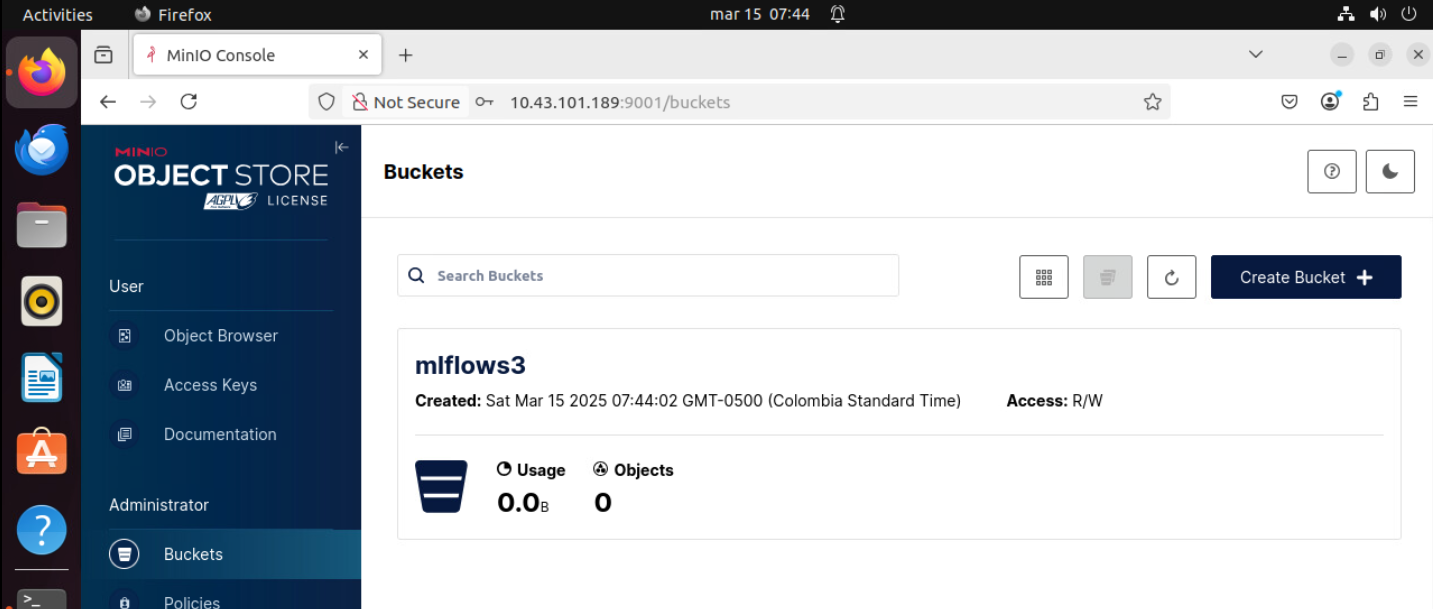 Activities Firefox mar 15 07:44
MinIO Console
Not Secure 10.43.101.189:9001/buckets
MINIO
OBJECT STORE
AGPLV3 LICENSE
Buckets
User
Object Browser
Access Keys
Documentation
Administrator
Buckets
Policies
Search Buckets
Create Bucket
mlflows3
Created: Sat Mar 15 2025 07:44:02 GMT-0500 (Colombia Standard Time) Access: R/W
Usage Objects
0.0B 0